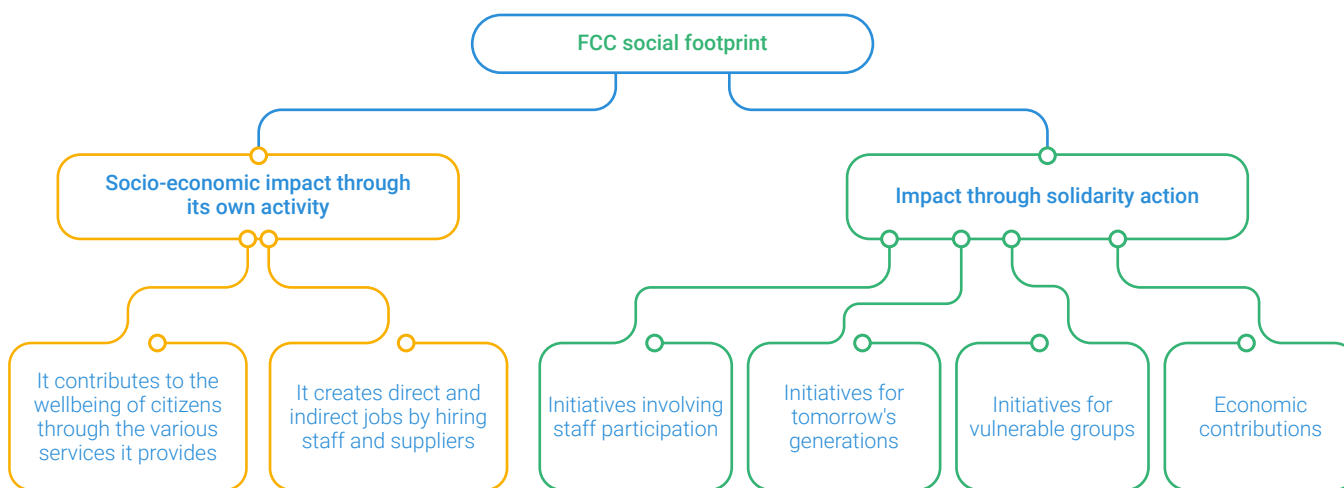 FCC social footprint
Socio-economic impact through
its own activity
Impact through solidarity action
It contributes to the
wellbeing of citizens
through the various
services it provides
It creates direct and
indirect jobs by hiring
staff and suppliers
Initiatives involving
staff participation
Initiatives for
tomorrow's
generations
Initiatives for
vulnerable groups
Economic
contributions